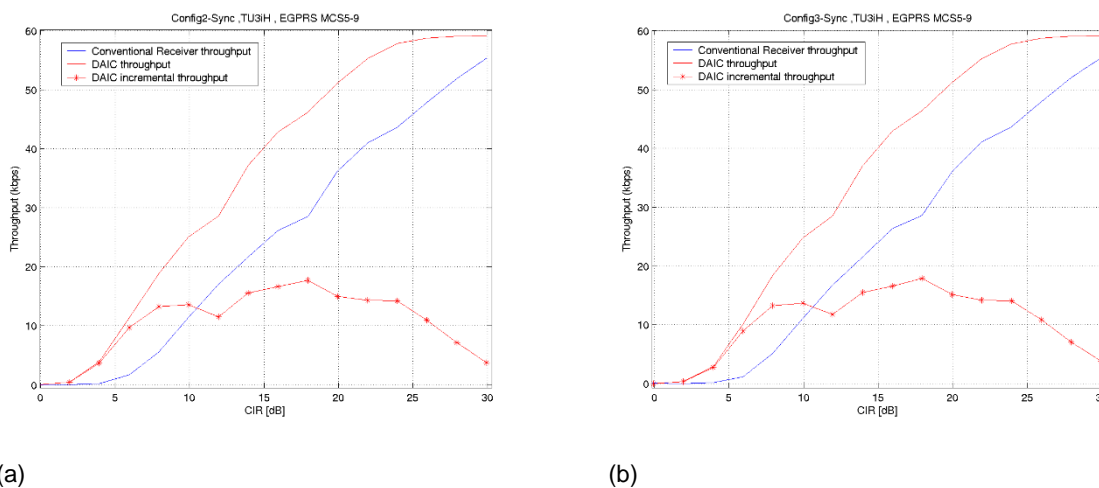 Config2-Sync ,TU3iH , EGPRS MCS5-9
60
50
40
30
20
10
0
Throughput (kbps)
Conventional Receiver throughput
DAIC throughput
DAIC incremental throughput
0 5 10 15 20 25 30
CIR [dB]
(a)
Config3-Sync ,TU3iH , EGPRS MCS5-9
60
50
40
30
20
10
0
Throughput (kbps)
Conventional Receiver throughput
DAIC throughput
DAIC incremental throughput
0 5 10 15 20 25 30
CIR [dB]
(b)